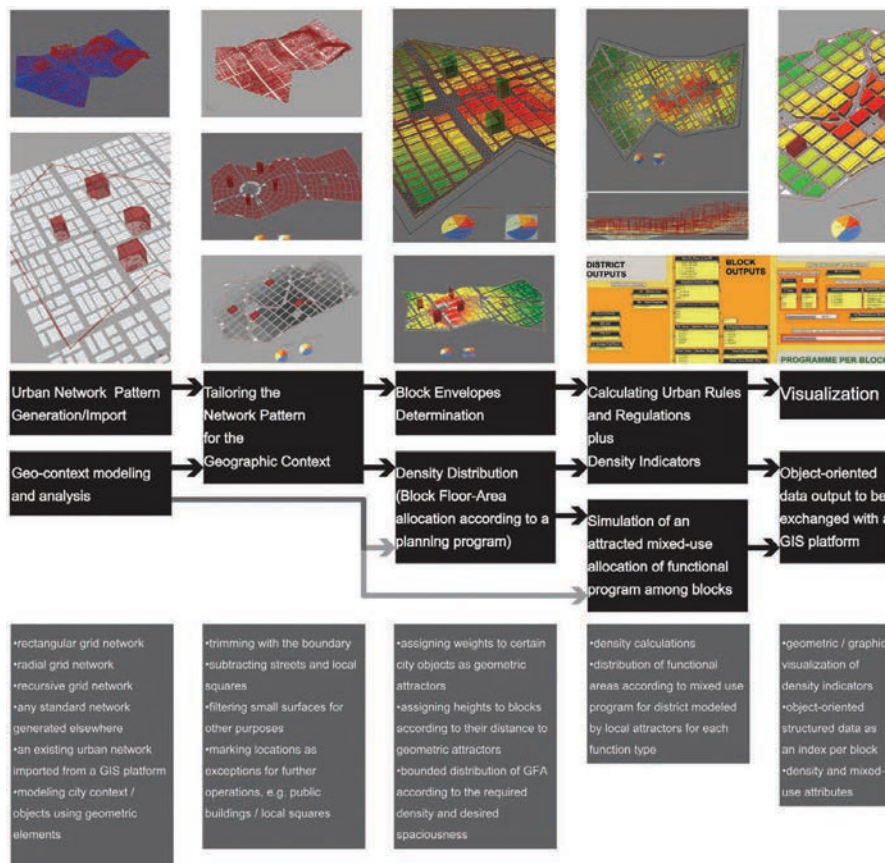 DISTRICT
OUTPUTS
BLOCK
OUTPUTS
PROGRAMME PER BLOCK
Urban Network Pattern
Generation/Import
Geo-context modeling
and analysis
Tailoring the
Network Pattern
for the
Geographic Context
Block Envelopes
Determination
Density Distribution
(Block Floor-Area
allocation according to a
planning program)
Calculating Urban Rules
and Regulations
plus
Density Indicators
Simulation of an
attracted mixed-use
allocation of functional
program among blocks
Visualization
Object-oriented
data output to be
exchanged with a
GIS platform
•rectangular grid network
•radial grid network
•recursive grid network
•any standard network
generated elsewhere
•an existing urban network
imported from a GIS platform
•modeling city context /
objects using geometric
elements
•trimming with the boundary
•subtracting streets and local
squares
•filtering small surfaces for
other purposes
•marking locations as
exceptions for further
operations, e.g. public
buildings / local squares
•assigning weights to certain
city objects as geometric
attractors
•assigning heights to blocks
according to their distance to
geometric attractors
•bounded distribution of GFA
according to the required
density and desired
spaciousness
•density calculations
•distribution of functional
areas according to mixed use
program for district modeled
by local attractors for each
function type
•geometric / graphic
visualization of
density indicators
•object-oriented
structured data as
an index per block
•density and mixed-
use attributes